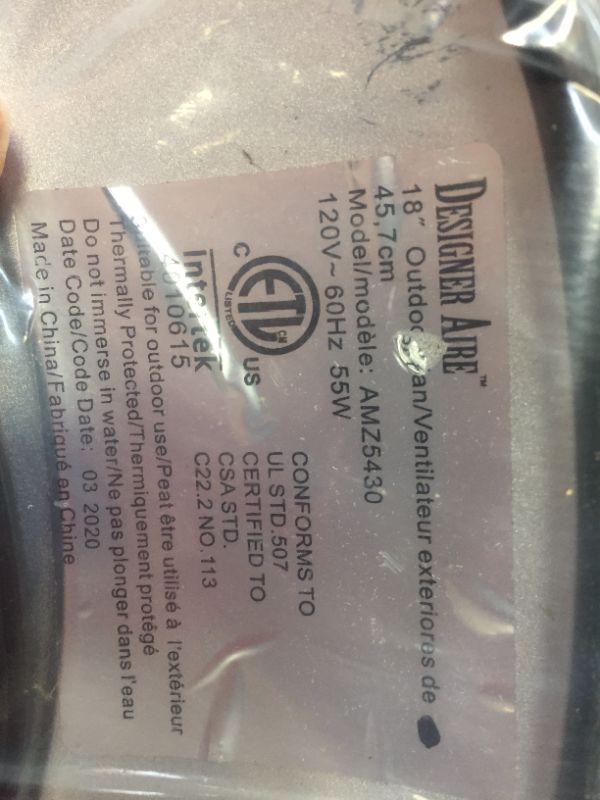 DESIGNER AIRE™
18" Outdoor Fan/Ventilateur exteriores de
45,7cm
Model/modèle: AMZ5430
120V~ 60Hz 55W
ETL CM
C LISTED US
Intertek
4010615
CONFORMS TO
UL STD.507
CERTIFIED TO
CSA STD.
C22.2 NO.113
Suitable for outdoor use/Peat être utilisé à l'extérieur
Thermally Protected/Thermiquement protégé
Do not immerse in water/Ne pas plonger dans l'eau
Date Code/Code Date: 03 2020
Made in China/Fabriqué en Chine